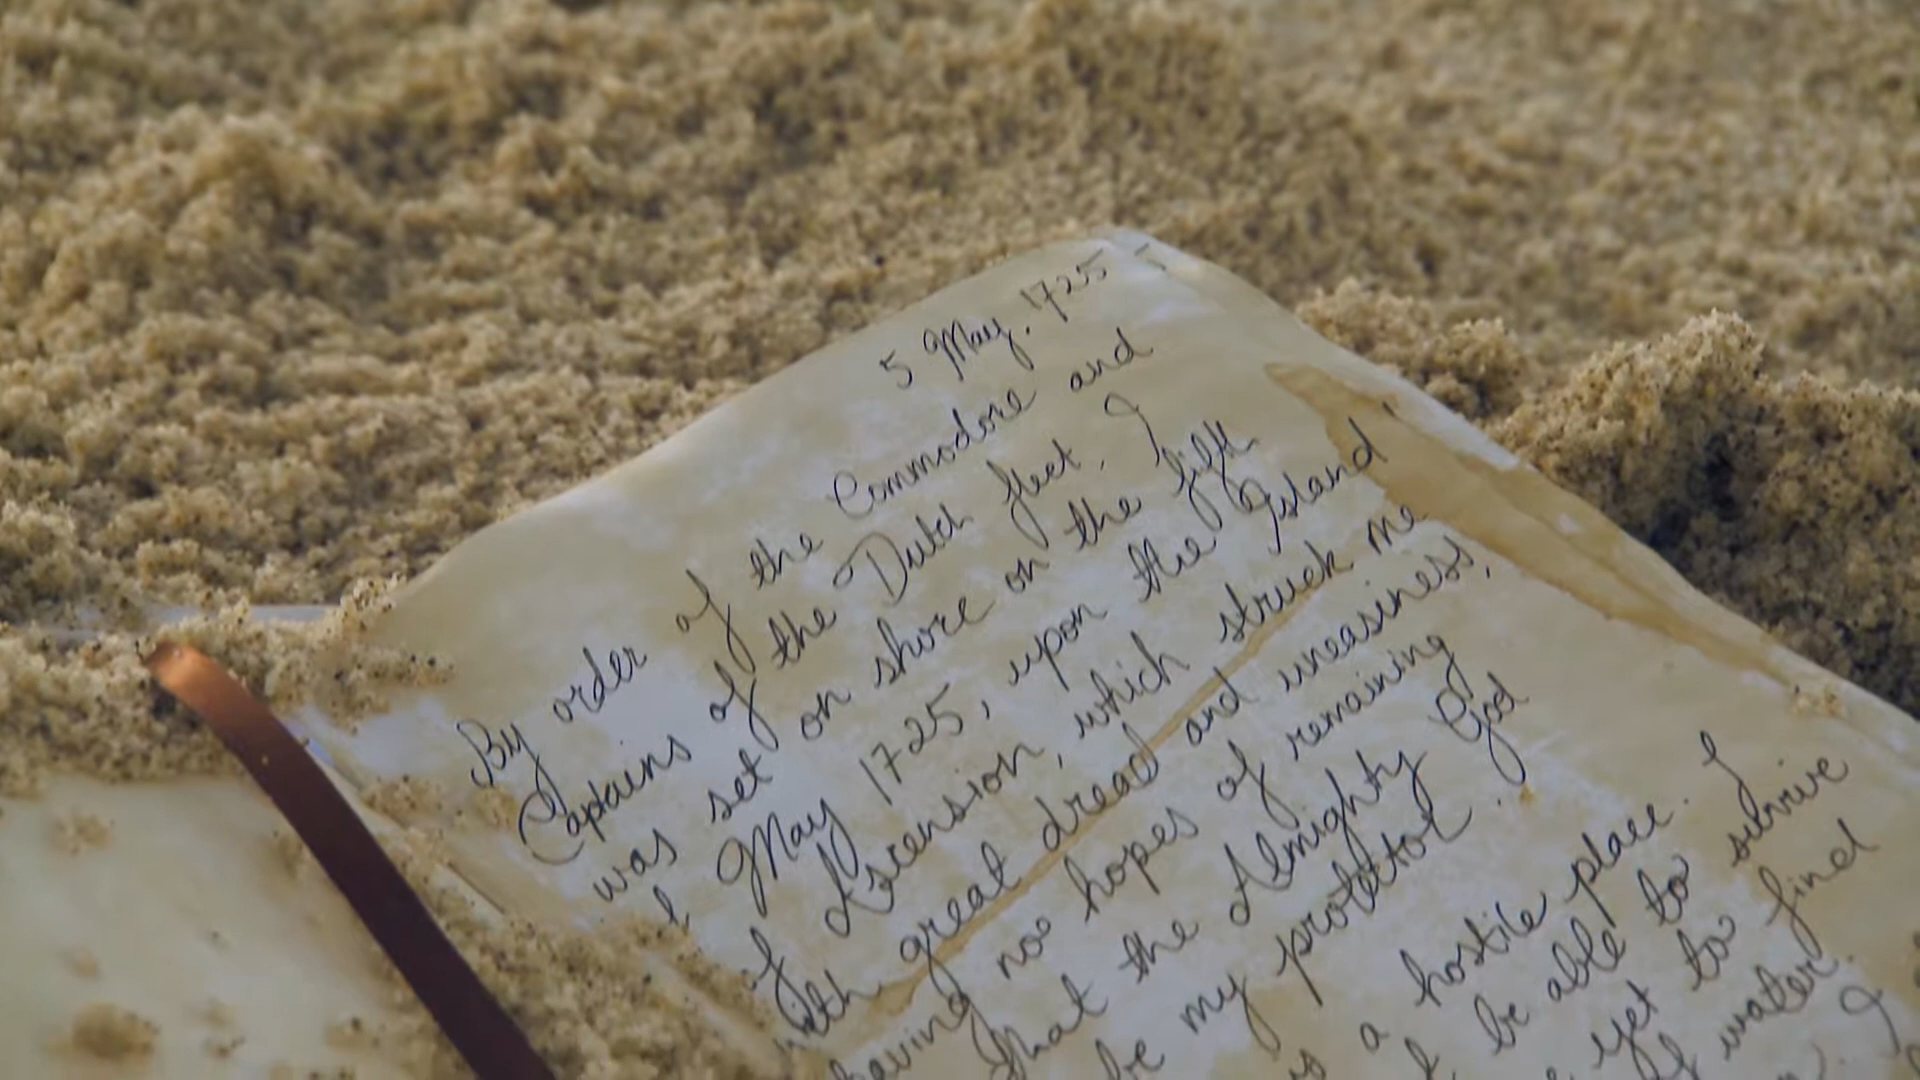 5 May. 1725
By order of the Commodore and
Captains of the Dutch fleet, I
was set on shore on the fifth
May 1725, upon the Island
of Ascension, which struck me
with great dread and uneasiness,
having no hopes of remaining
that the Almighty God
be my protettor.
a hostile place. I
be able to survive
yet to find
water. I